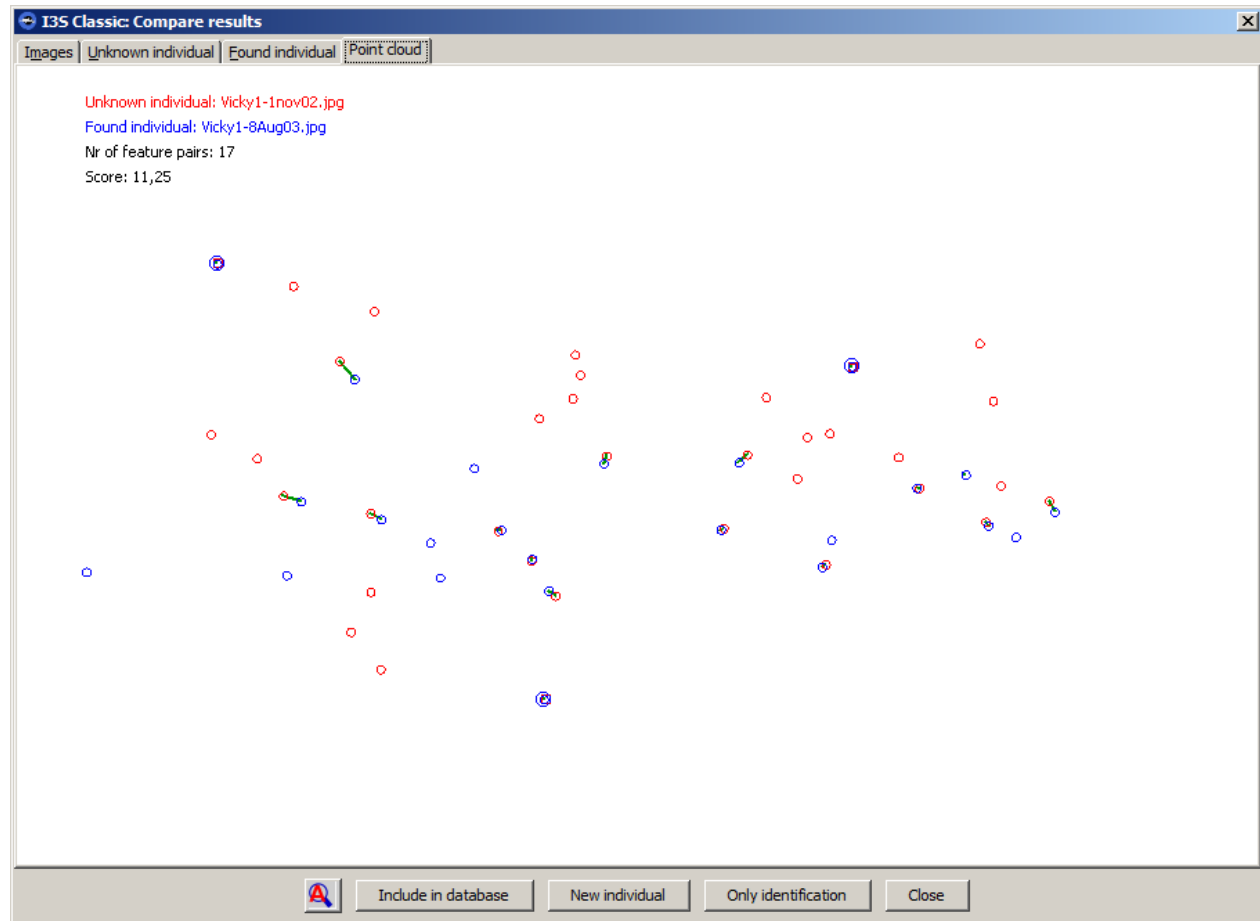 I3S Classic: Compare results
Images Unknown individual Found individual Point cloud
Unknown individual: Vicky1-1nov02.jpg
Found individual: Vicky1-8Aug03.jpg
Nr of feature pairs: 17
Score: 11,25
A Include in database New individual Only identification Close